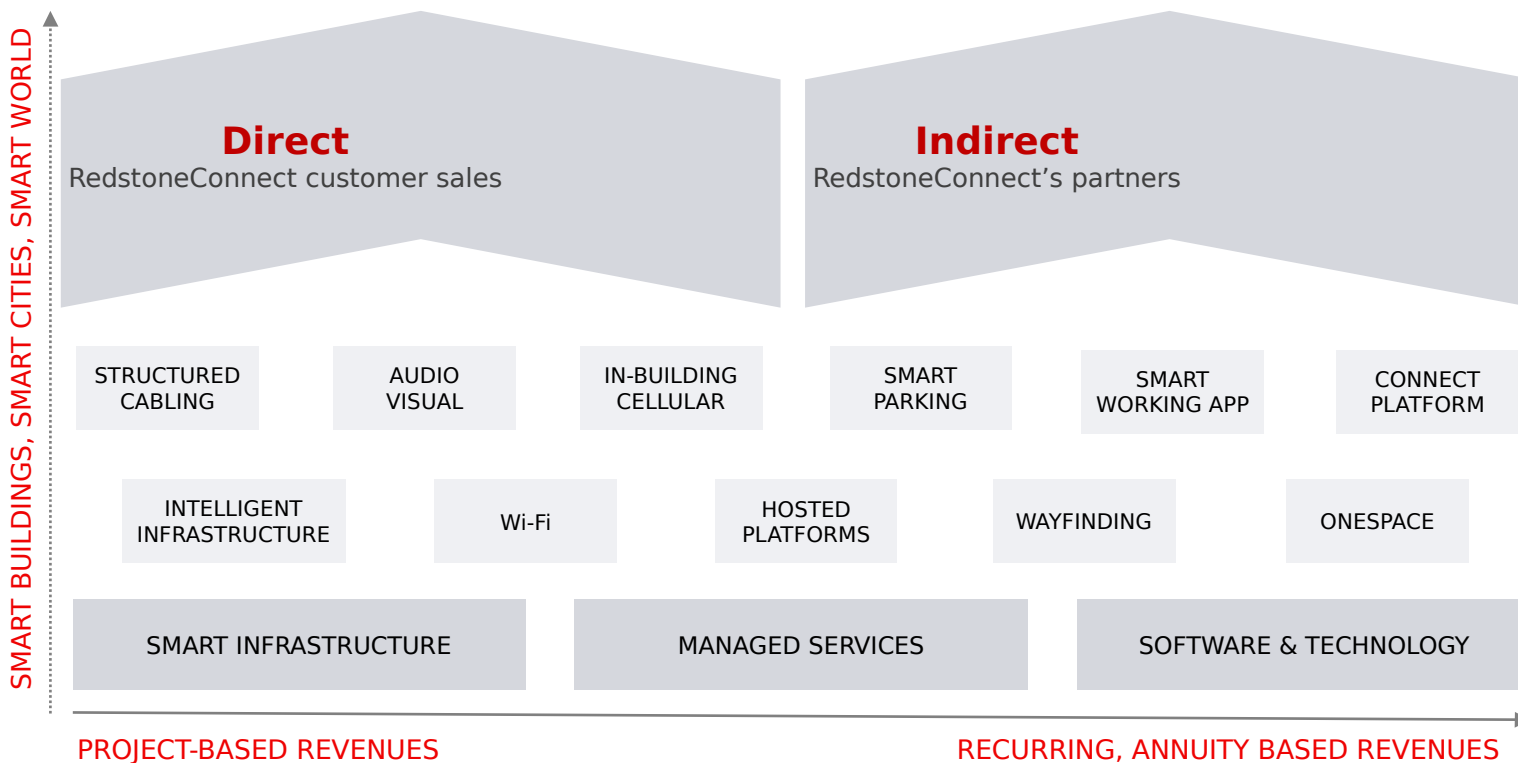 SMART BUILDINGS, SMART CITIES, SMART WORLD
Direct
RedstoneConnect customer sales
Indirect
RedstoneConnect’s partners
STRUCTURED
CABLING
AUDIO
VISUAL
IN-BUILDING
CELLULAR
SMART
PARKING
SMART
WORKING APP
CONNECT
PLATFORM
INTELLIGENT
INFRASTRUCTURE
Wi-Fi
HOSTED
PLATFORMS
WAYFINDING
ONESPACE
SMART INFRASTRUCTURE
MANAGED SERVICES
SOFTWARE & TECHNOLOGY
PROJECT-BASED REVENUES
RECURRING, ANNUITY BASED REVENUES